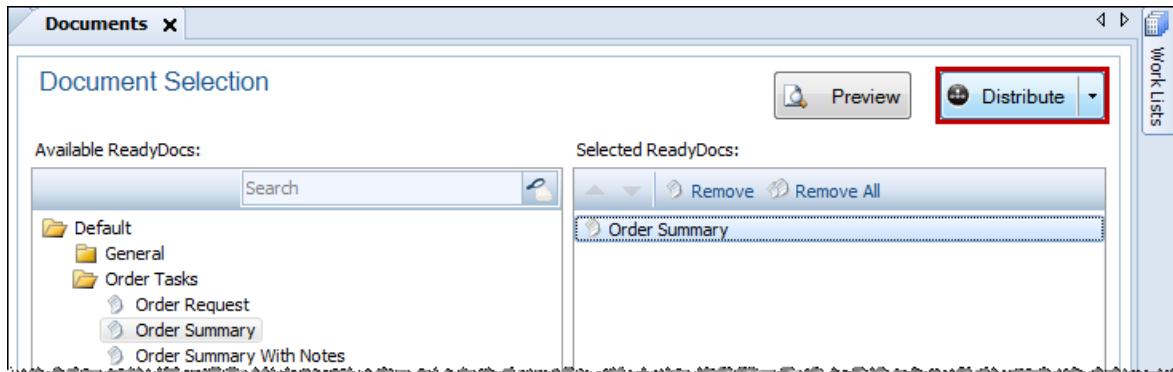 Documents
Work Lists
Document Selection
Preview
Distribute
Available ReadyDocs:
Selected ReadyDocs:
Search
Remove
Remove All
Default
General
Order Tasks
Order Request
Order Summary
Order Summary With Notes
Order Summary